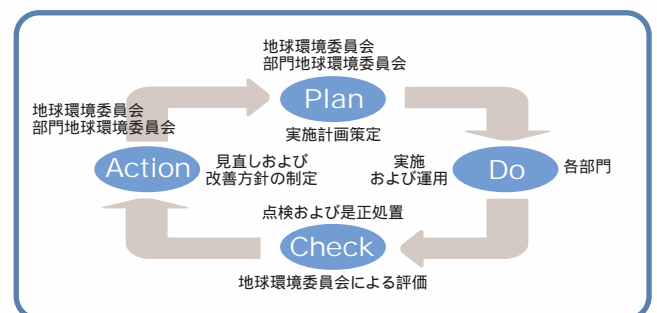 地球環境委員会
部門地球環境委員会
Plan
実施計画策定
地球環境委員会
部門地球環境委員会
Action
見直しおよび
改善方針の制定
実施
および運用
Do
各部門
点検および是正処置
Check
地球環境委員会による評価